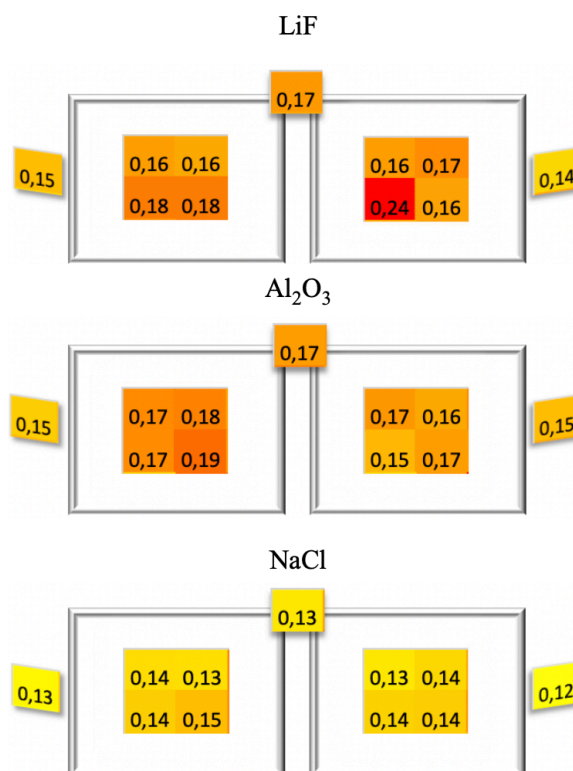 LiF
0,17
0,16 0,16 0,16 0,17
0,15 0,14
0,18 0,18 0,24 0,16
Al₂O₃
0,17
0,17 0,18 0,17 0,16
0,15 0,15
0,17 0,19 0,15 0,17
NaCl
0,13
0,14 0,13 0,13 0,14
0,13 0,12
0,14 0,15 0,14 0,14